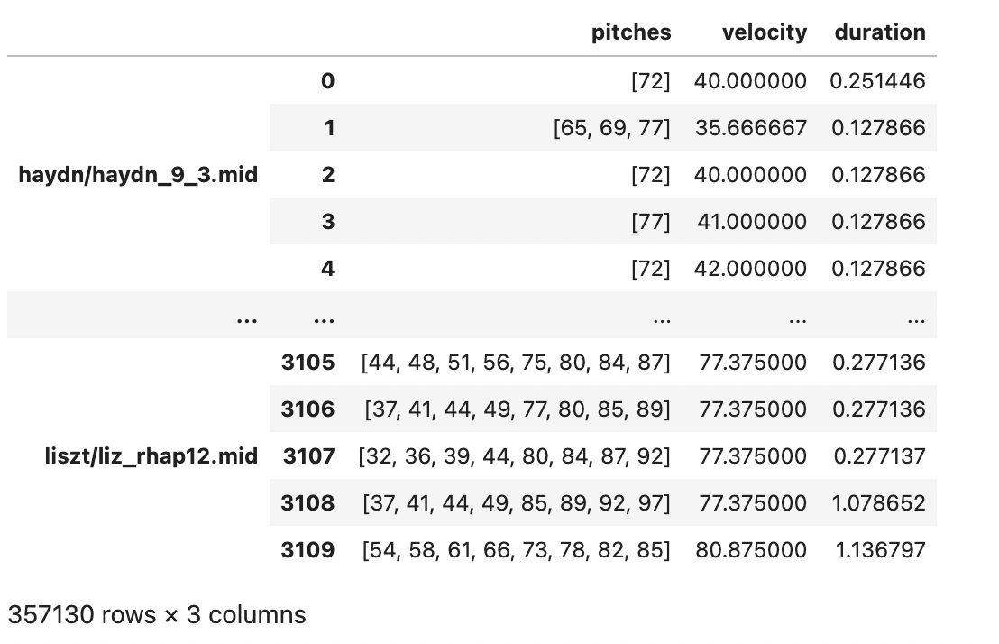 pitches velocity duration
0 [72] 40.000000 0.251446
1 [65, 69, 77] 35.666667 0.127866
haydn/haydn_9_3.mid 2 [72] 40.000000 0.127866
3 [77] 41.000000 0.127866
4 [72] 42.000000 0.127866
... ... ... ... ...
3105 [44, 48, 51, 56, 75, 80, 84, 87] 77.375000 0.277136
3106 [37, 41, 44, 49, 77, 80, 85, 89] 77.375000 0.277136
liszt/liz_rhap12.mid 3107 [32, 36, 39, 44, 80, 84, 87, 92] 77.375000 0.277137
3108 [37, 41, 44, 49, 85, 89, 92, 97] 77.375000 1.078652
3109 [54, 58, 61, 66, 73, 78, 82, 85] 80.875000 1.136797
357130 rows × 3 columns